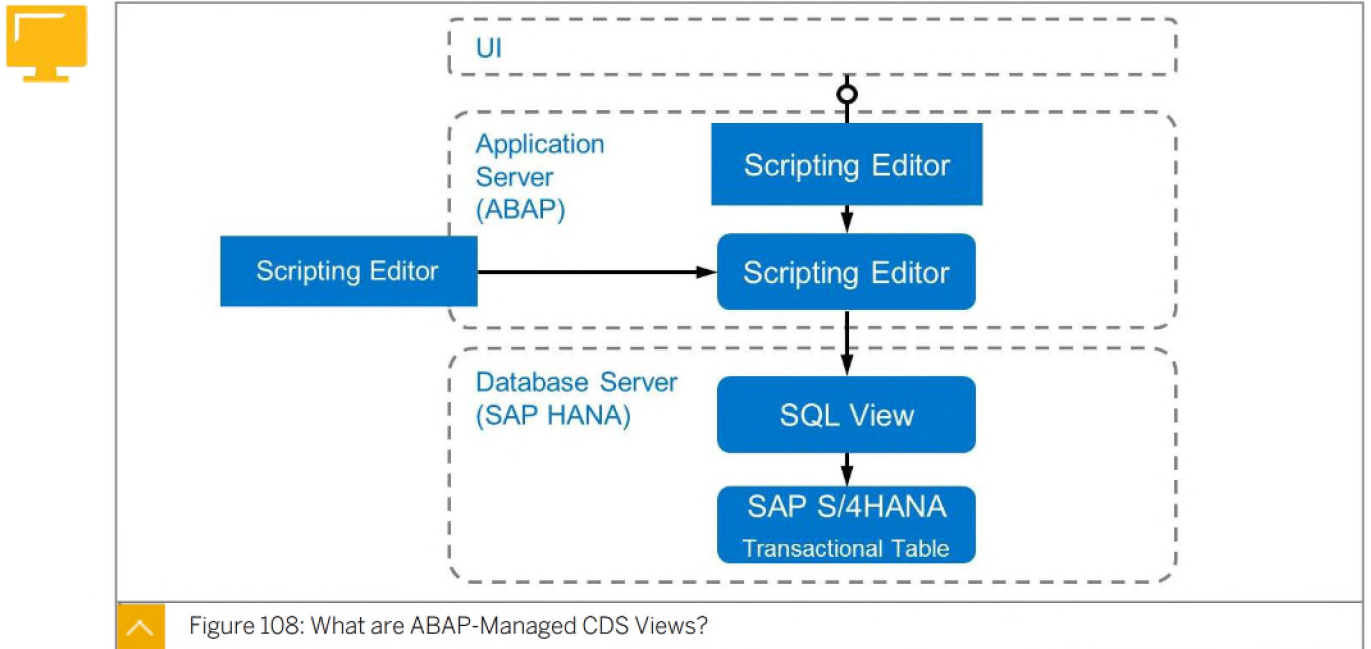 UI
Application
Server
(ABAP)
Scripting Editor
Scripting Editor
Scripting Editor
Database Server
(SAP HANA)
SQL View
SAP S/4HANA
Transactional Table
Figure 108: What are ABAP-Managed CDS Views?